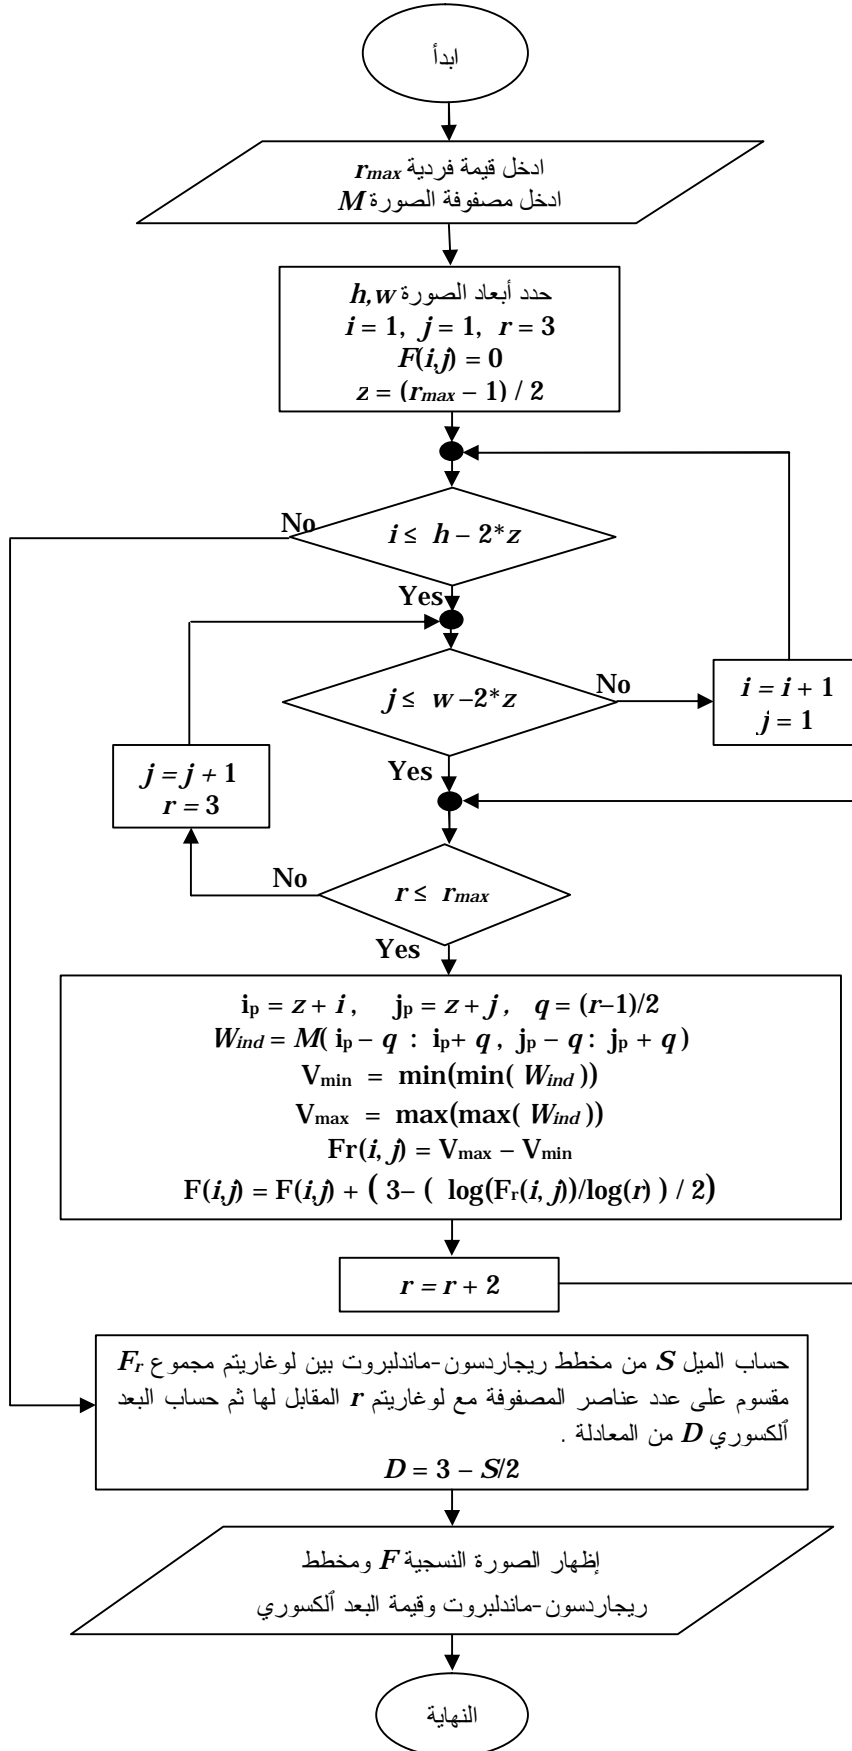 ابدأ
ادخل قيمة فردية rmax
ادخل مصفوفة الصورة M
حدد أبعاد الصورة h,w
i = 1, j = 1, r = 3
F(i,j) = 0
z = (rmax – 1) / 2
No
i ≤ h – 2*z
Yes
j ≤ w –2*z
No
i = i + 1
j = 1
j = j + 1
r = 3
Yes
No
r ≤ rmax
Yes
ip = z + i , jp = z + j , q = (r–1)/2
Wind = M( ip – q : ip+ q , jp – q : jp + q )
Vmin = min(min( Wind ))
Vmax = max(max( Wind ))
Fr(i, j) = Vmax – Vmin
F(i,j) = F(i,j) + ( 3– ( log(Fr(i, j))/log(r) ) / 2)
r = r + 2
حساب الميل S من مخطط ريجاردسون-ماندلبروت بين لوغاريتم مجموع Fr
مقسوم على عدد عناصر المصفوفة مع لوغاريتم r المقابل لها ثم حساب البعد
ٱلكسوري D من المعادلة .
D = 3 – S/2
إظهار الصورة النسجية F ومخطط
ريجاردسون-ماندلبروت وقيمة البعد ٱلكسوري
النهاية